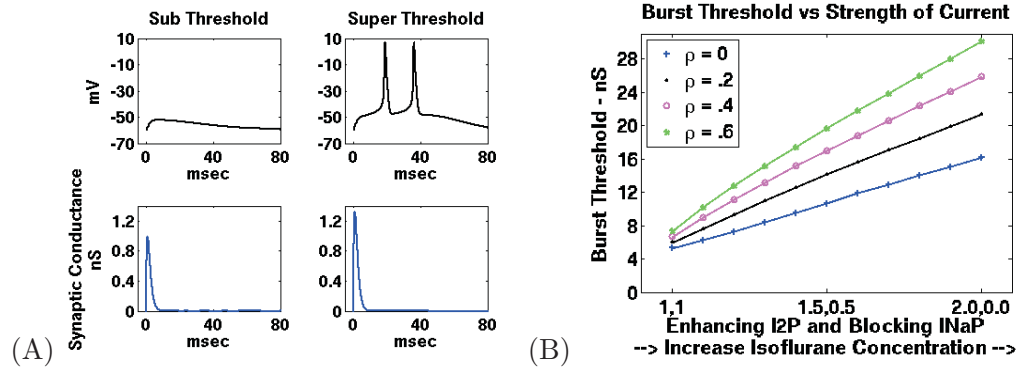 Sub Threshold
Super Threshold
10
-10
-30
-50
-70
mV
0 40 80
msec
10
-10
-30
-50
-70
0 40 80
msec
Synaptic Conductance
nS
1.2
0.8
0.4
0
0 40 80
msec
1.2
0.8
0.4
0
0 40 80
msec
(A)
Burst Threshold vs Strength of Current
Burst Threshold - nS
28
24
20
16
12
8
4
0
ρ = 0
ρ = .2
ρ = .4
ρ = .6
1,1 1.5,0.5 2.0,0.0
Enhancing I2P and Blocking INaP
--> Increase Isoflurane Concentration -->
(B)